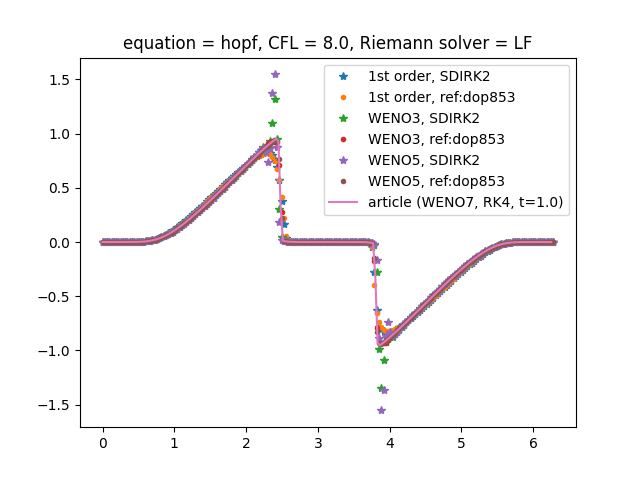 equation = hopf, CFL = 8.0, Riemann solver = LF
1st order, SDIRK2
1st order, ref:dop853
WENO3, SDIRK2
WENO3, ref:dop853
WENO5, SDIRK2
WENO5, ref:dop853
article (WENO7, RK4, t=1.0)
1.5
1.0
0.5
0.0
−0.5
−1.0
−1.5
0 1 2 3 4 5 6